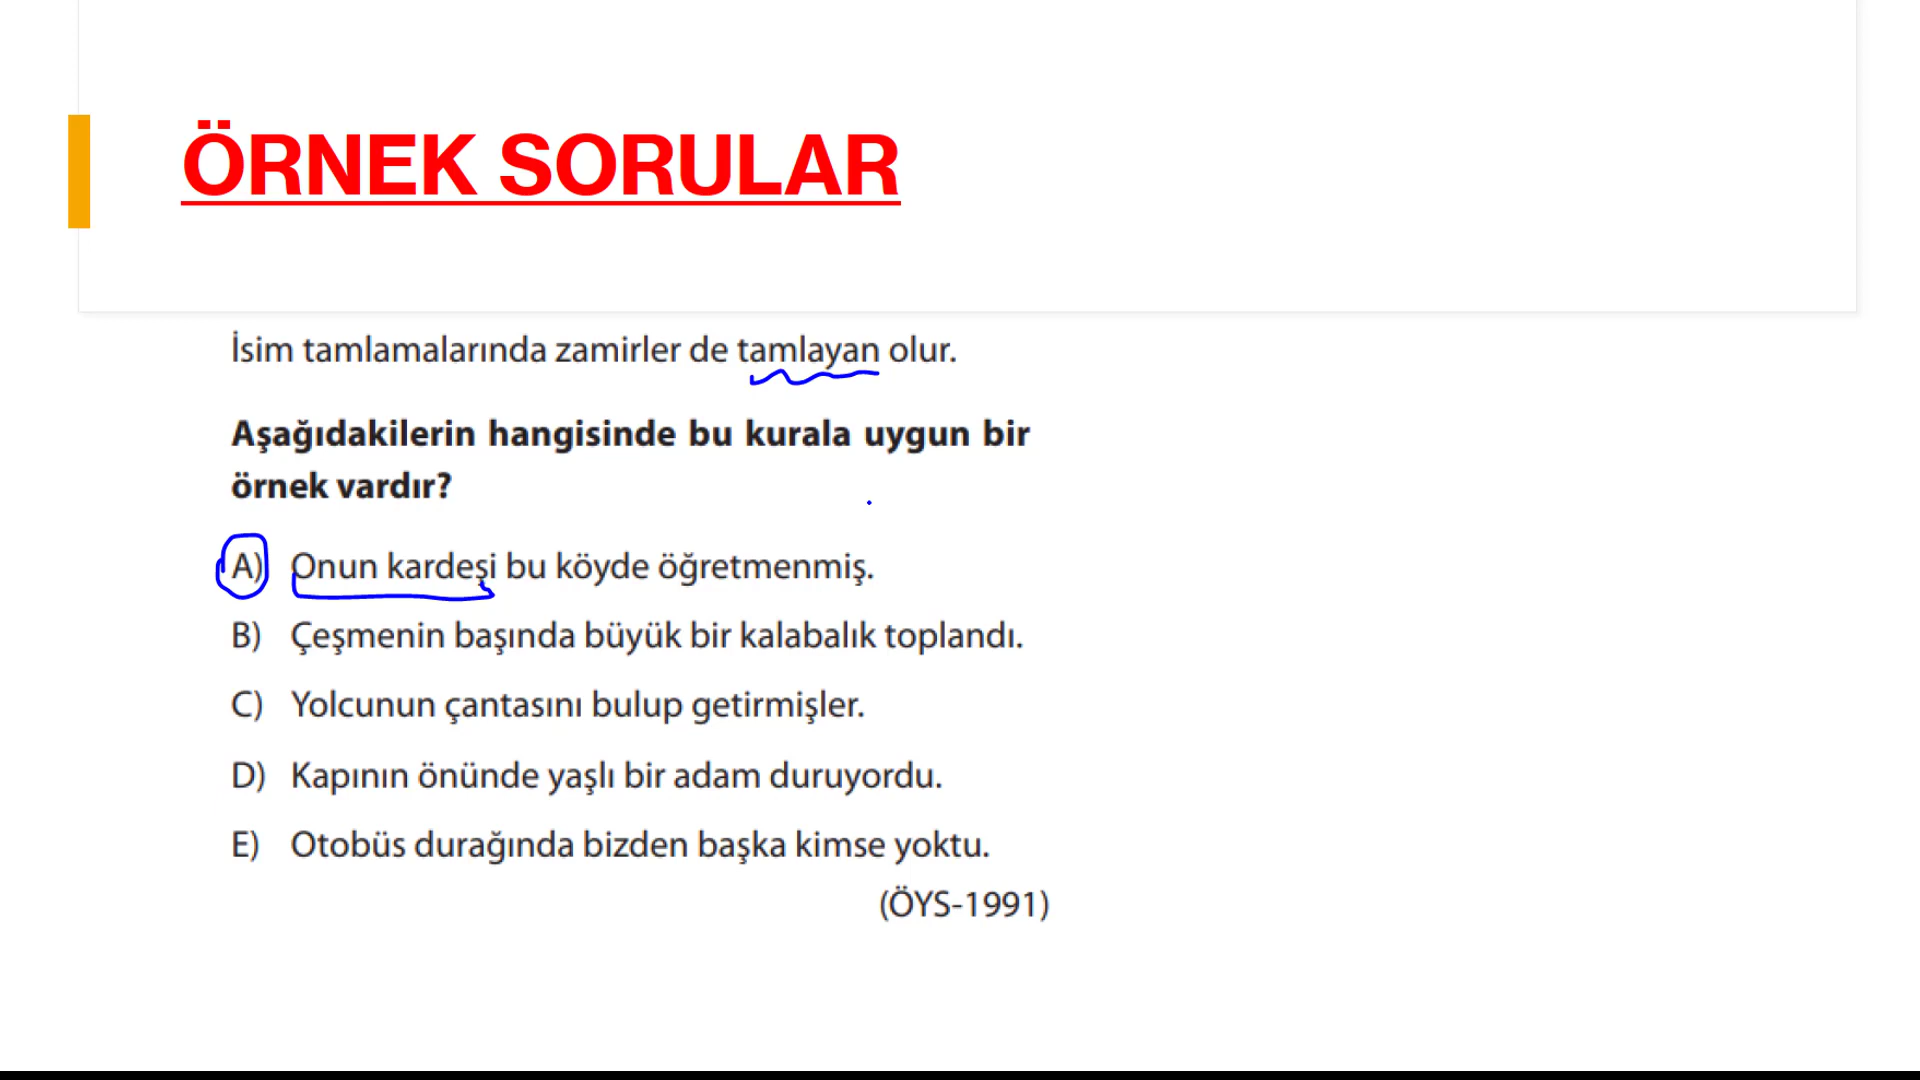 ÖRNEK SORULAR
İsim tamlamalarında zamirler de tamlayan olur.
Aşağıdakilerin hangisinde bu kurala uygun bir
örnek vardır?
A) Onun kardeşi bu köyde öğretmenmiş.
B) Çeşmenin başında büyük bir kalabalık toplandı.
C) Yolcunun çantasını bulup getirmişler.
D) Kapının önünde yaşlı bir adam duruyordu.
E) Otobüs durağında bizden başka kimse yoktu.
(ÖYS-1991)